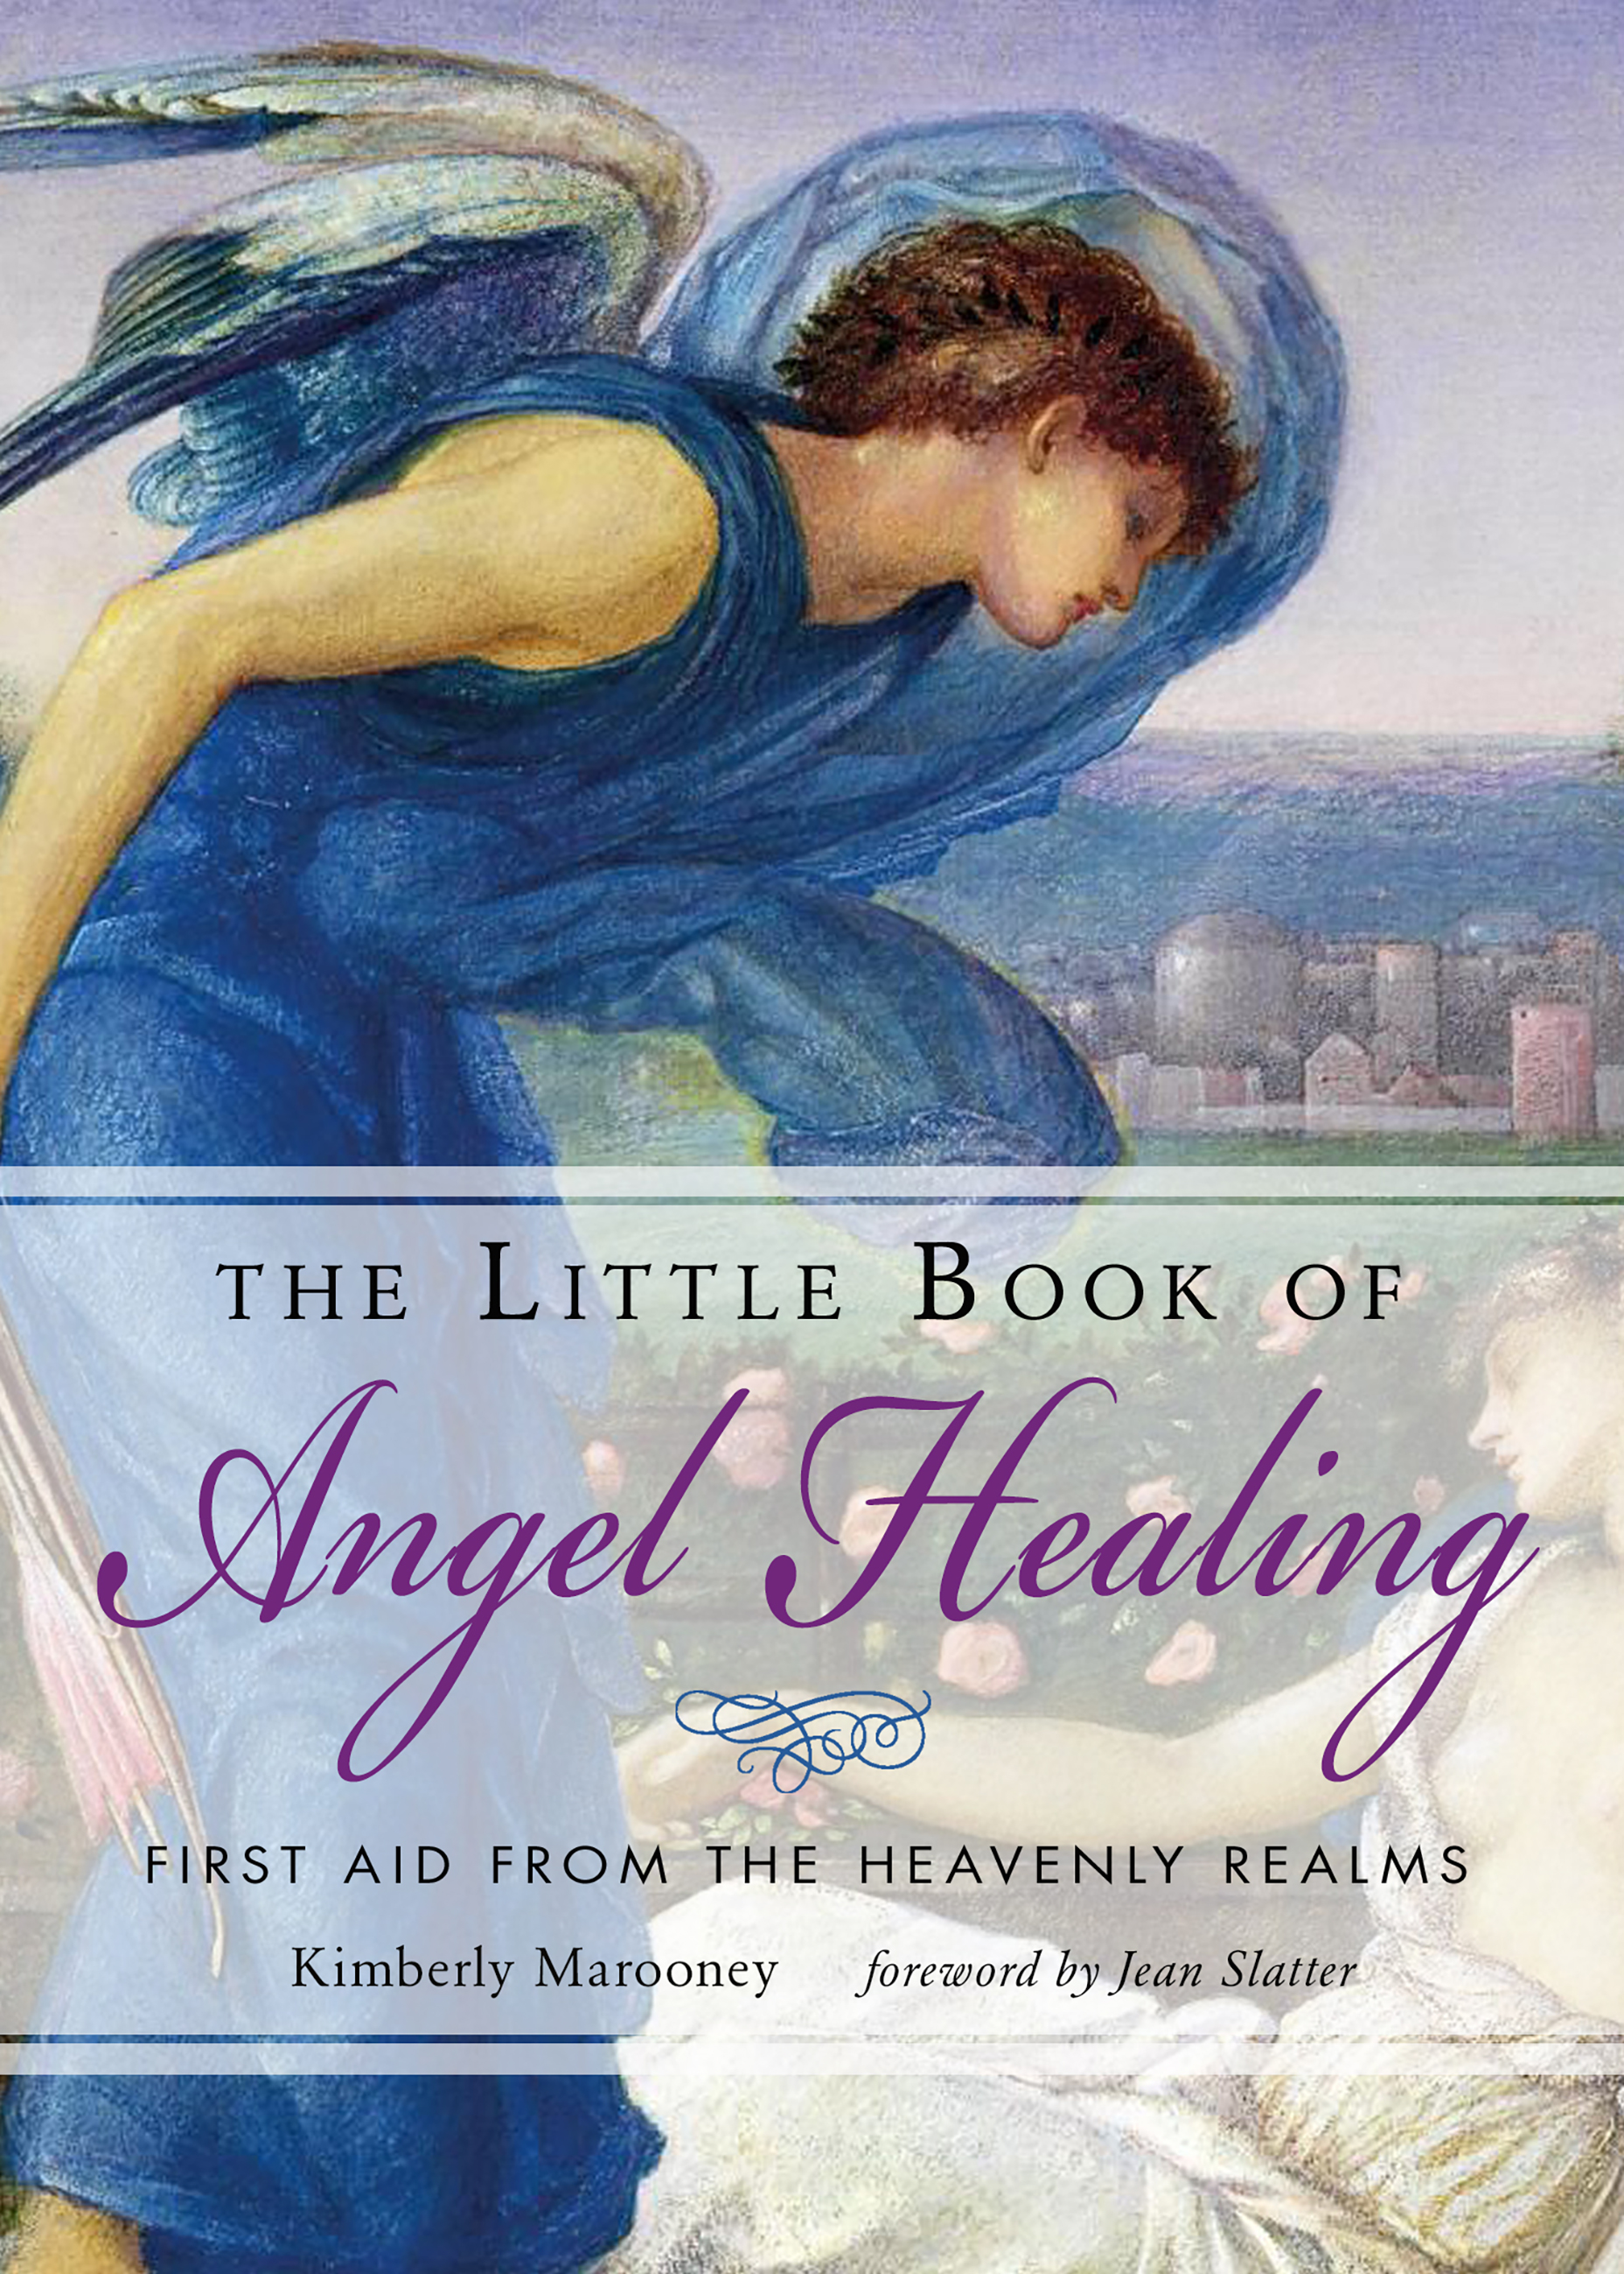 THE LITTLE BOOK OF
Angel Healing
FIRST AID FROM THE HEAVENLY REALMS
Kimberly Marooney foreword by Jean Slatter